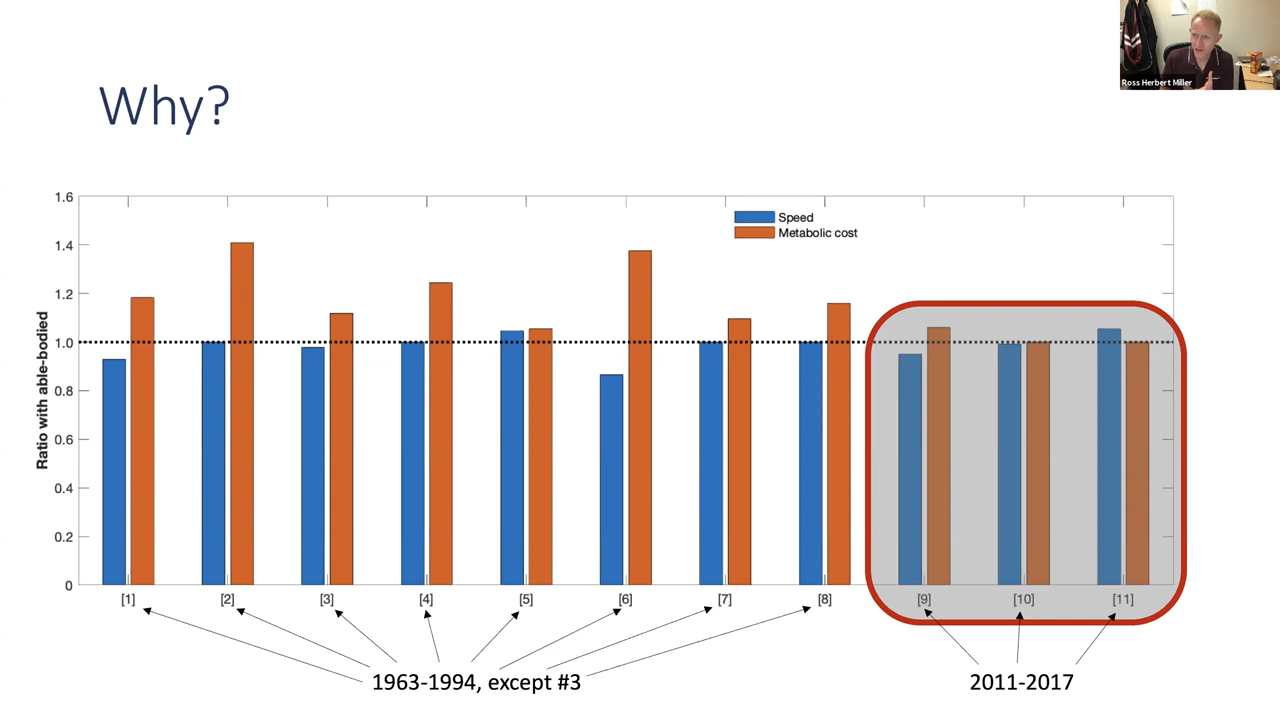 Ross Herbert Miller
Why?
Speed
Metabolic cost
Ratio with able-bodied
1.6
1.4
1.2
1.0
0.8
0.6
0.4
0.2
0
[1] [2] [3] [4] [5] [6] [7] [8] [9] [10] [11]
1963-1994, except #3
2011-2017